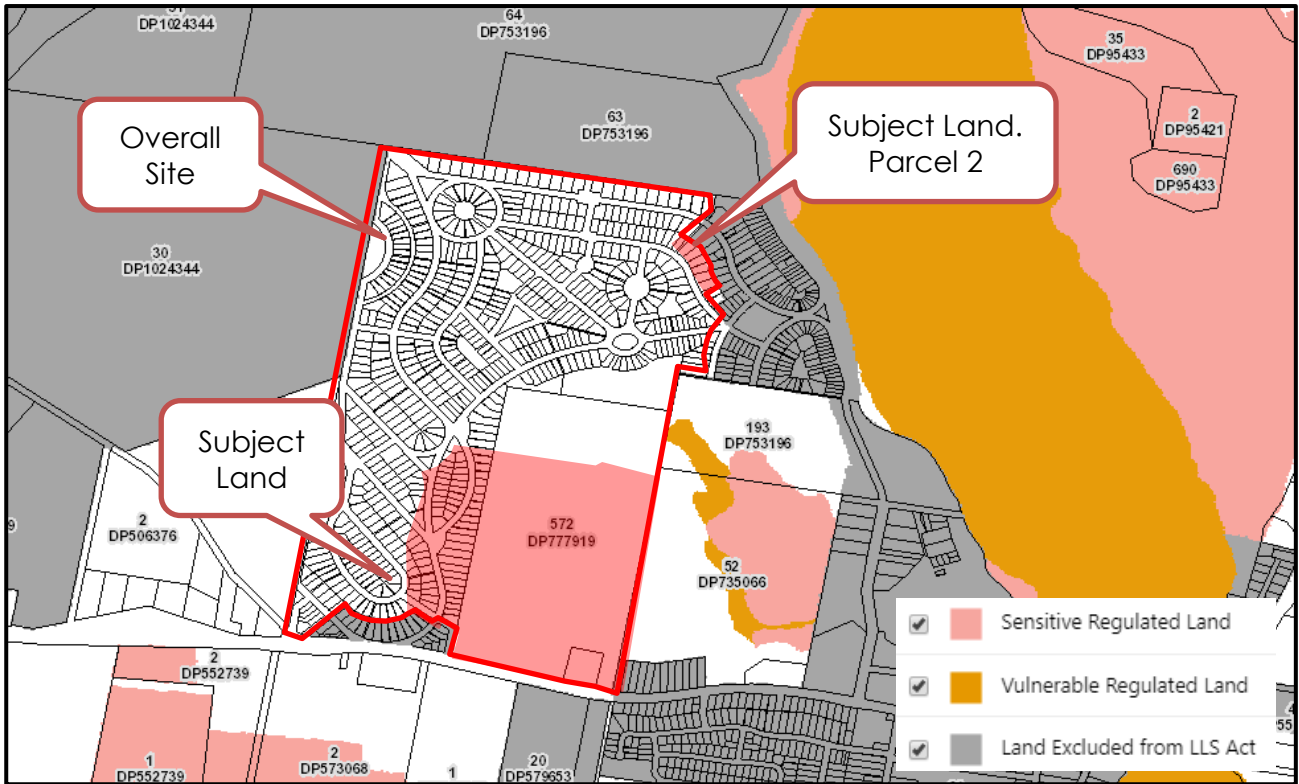 DP1024344
64
DP753196
35
DP95433
2
DP95421
63
DP753196
690
DP95433
Overall
Site
Subject Land.
Parcel 2
30
DP1024344
193
DP753196
Subject
Land
2
DP506376
572
DP777919
52
DP735066
Sensitive Regulated Land
Vulnerable Regulated Land
Land Excluded from LLS Act
2
DP552739
1
DP552739
2
DP573068
1
20
DP579653